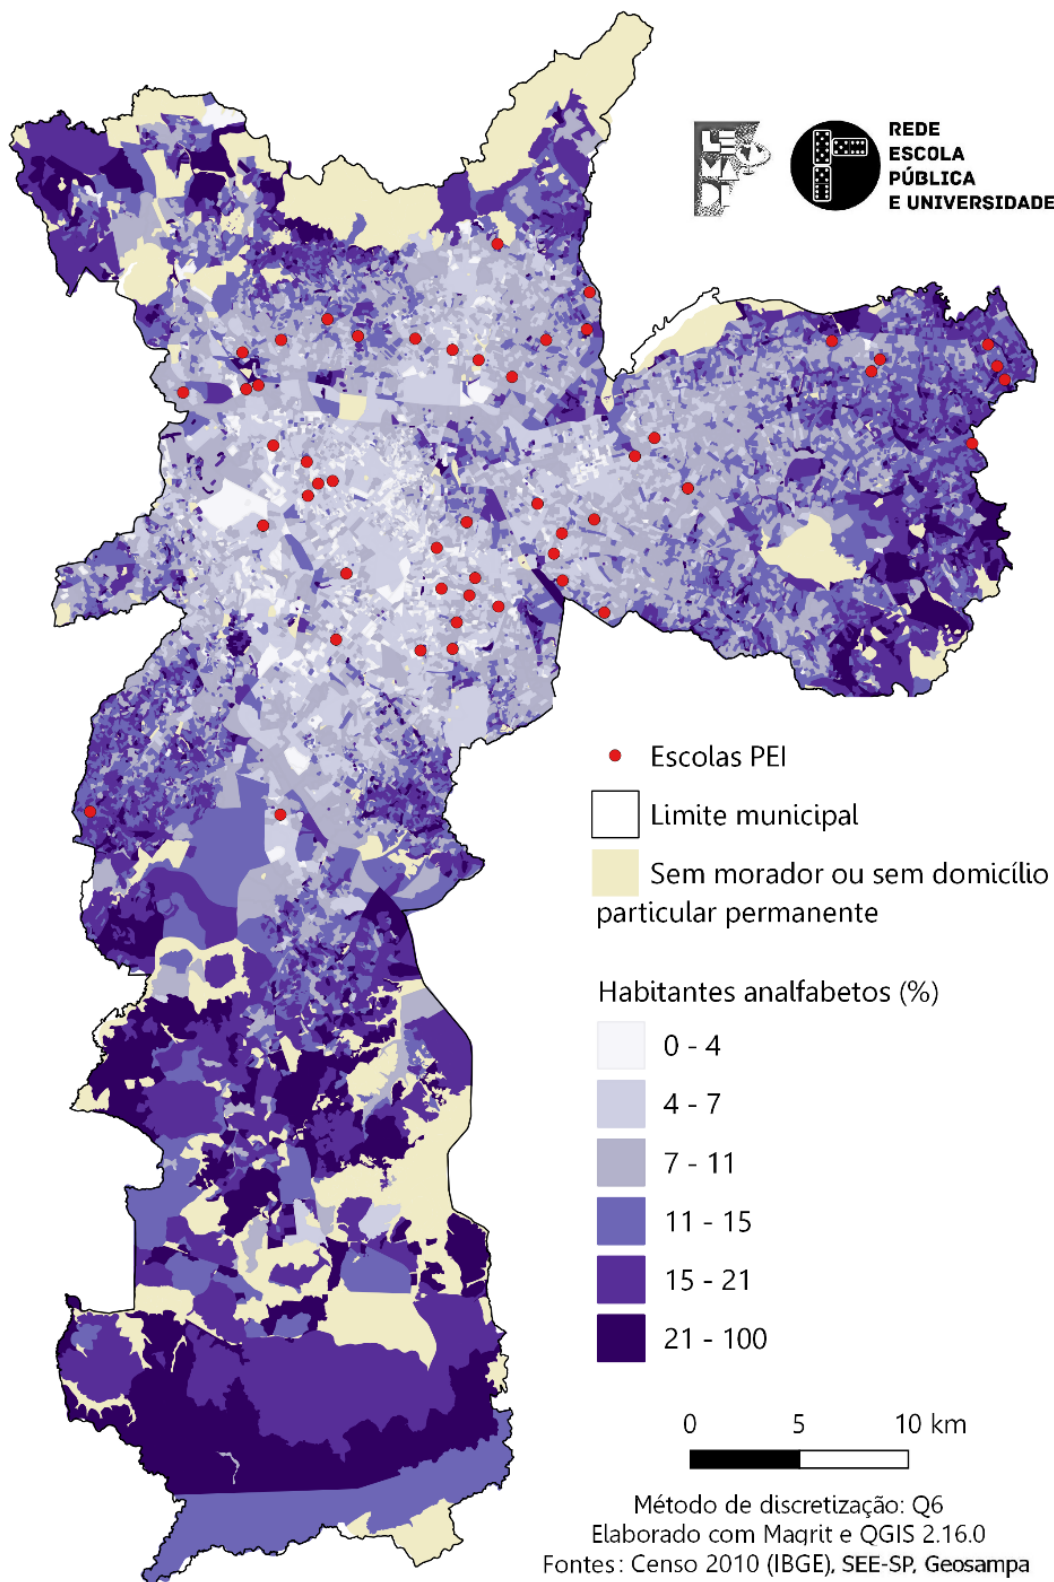 REDE
ESCOLA
PÚBLICA
E UNIVERSIDADE
Escolas PEI
Limite municipal
Sem morador ou sem domicílio
particular permanente
Habitantes analfabetos (%)
0 - 4
4 - 7
7 - 11
11 - 15
15 - 21
21 - 100
0 5 10 km
Método de discretização: Q6
Elaborado com Magrit e QGIS 2.16.0
Fontes: Censo 2010 (IBGE), SEE-SP, Geosampa